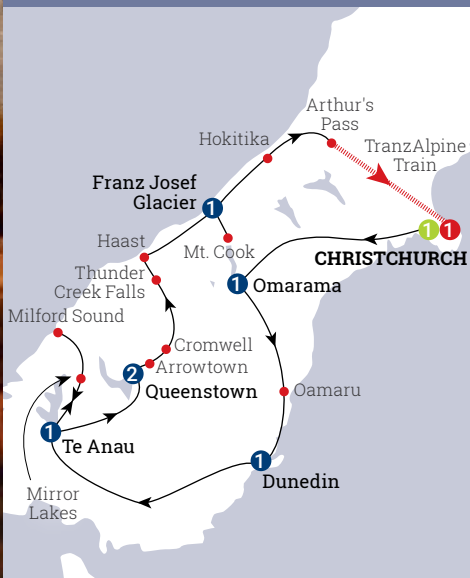 Arthur's
Pass
TranzAlpine
Train
Hokitika
Franz Josef
Glacier
1
1
1
CHRISTCHURCH
Mt. Cook
Haast
Thunder
Creek Falls
1
Omarama
Milford Sound
Cromwell
Arrowtown
2
Queenstown
Oamaru
1
Te Anau
1
Dunedin
Mirror
Lakes